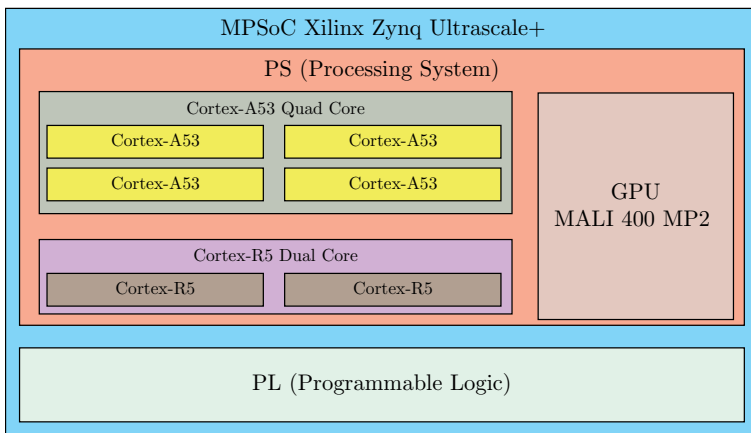 MPSoC Xilinx Zynq Ultrascale+
PS (Processing System)
Cortex-A53 Quad Core
Cortex-A53
Cortex-A53
Cortex-A53
Cortex-A53
GPU
MALI 400 MP2
Cortex-R5 Dual Core
Cortex-R5
Cortex-R5
PL (Programmable Logic)